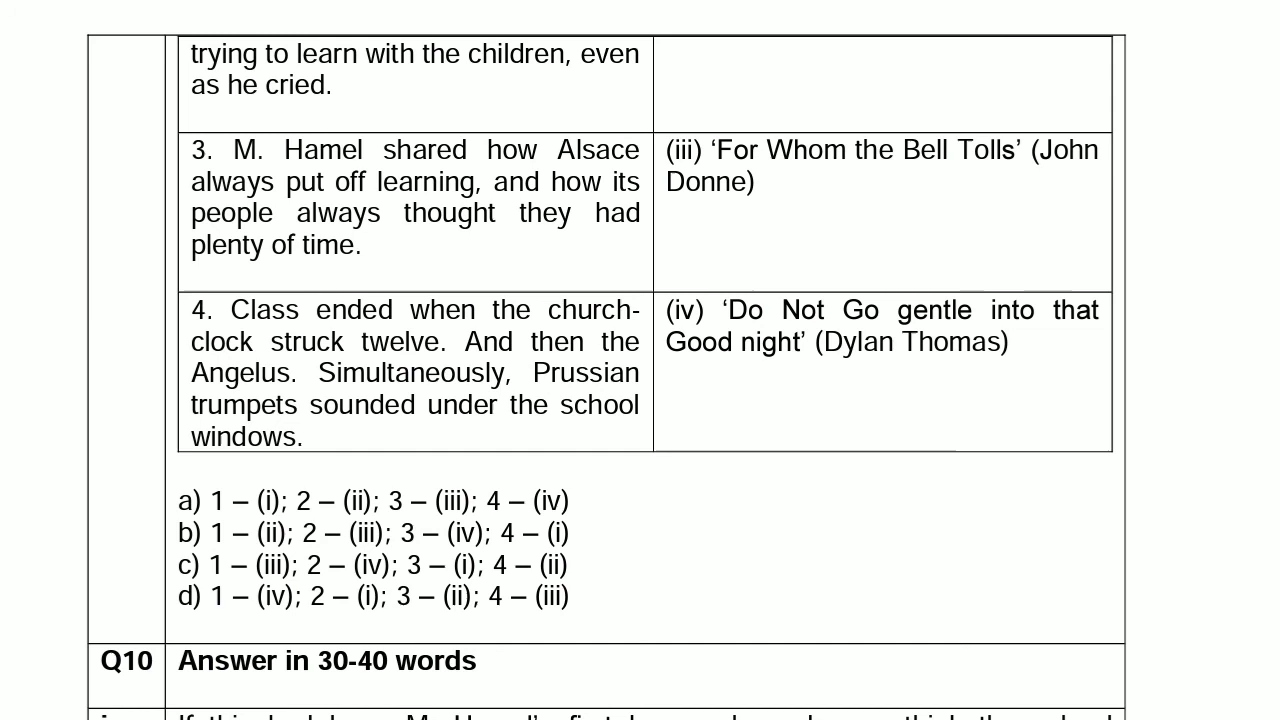 trying to learn with the children, even
as he cried.
3. M. Hamel shared how Alsace
always put off learning, and how its
people always thought they had
plenty of time.
(iii) ‘For Whom the Bell Tolls’ (John
Donne)
4. Class ended when the church-
clock struck twelve. And then the
Angelus. Simultaneously, Prussian
trumpets sounded under the school
windows.
(iv) ‘Do Not Go gentle into that
Good night’ (Dylan Thomas)
a) 1 – (i); 2 – (ii); 3 – (iii); 4 – (iv)
b) 1 – (ii); 2 – (iii); 3 – (iv); 4 – (i)
c) 1 – (iii); 2 – (iv); 3 – (i); 4 – (ii)
d) 1 – (iv); 2 – (i); 3 – (ii); 4 – (iii)
Q10 Answer in 30-40 words